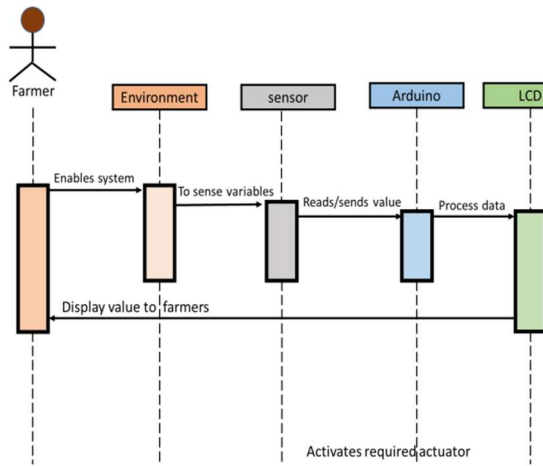 Farmer
Environment
sensor
Arduino
LCD
Enables system
To sense variables
Reads/sends value
Process data
Display value to farmers
Activates required actuator